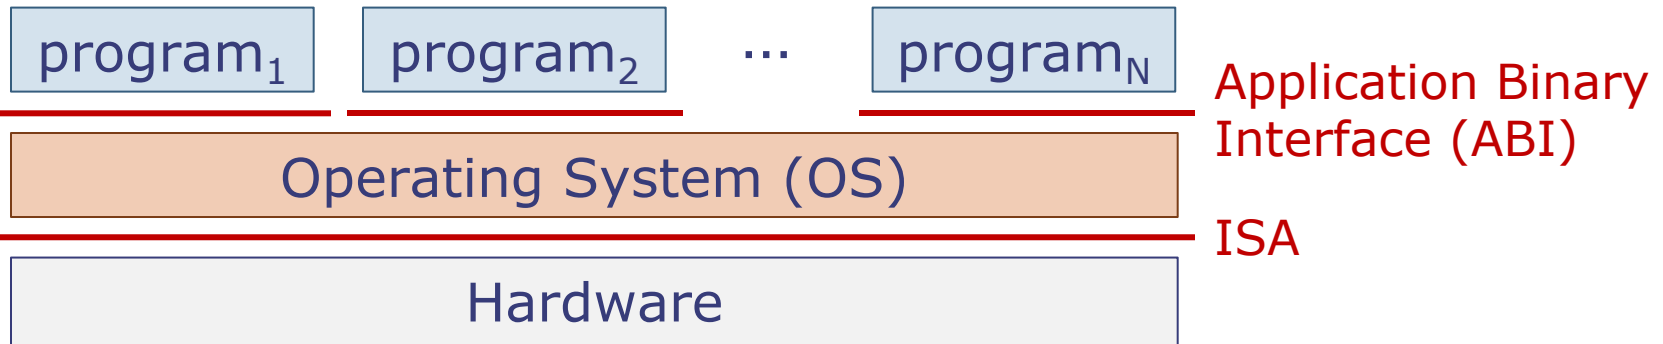 program₁ program₂ ... programN
Application Binary
Interface (ABI)
Operating System (OS)
ISA
Hardware